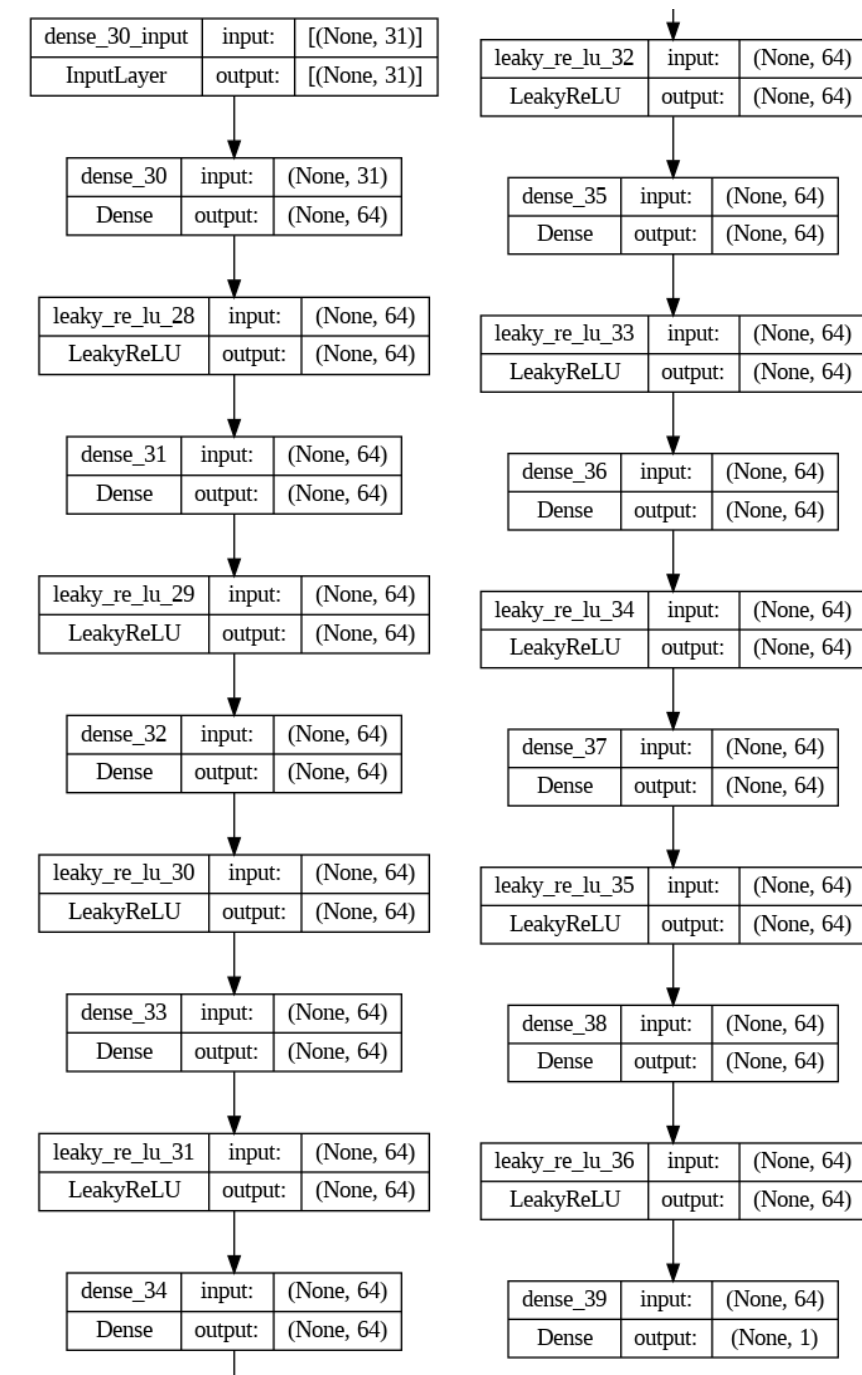 dense_30_input input: [(None, 31)]
InputLayer output: [(None, 31)]
dense_30 input: (None, 31)
Dense output: (None, 64)
leaky_re_lu_28 input: (None, 64)
LeakyReLU output: (None, 64)
dense_31 input: (None, 64)
Dense output: (None, 64)
leaky_re_lu_29 input: (None, 64)
LeakyReLU output: (None, 64)
dense_32 input: (None, 64)
Dense output: (None, 64)
leaky_re_lu_30 input: (None, 64)
LeakyReLU output: (None, 64)
dense_33 input: (None, 64)
Dense output: (None, 64)
leaky_re_lu_31 input: (None, 64)
LeakyReLU output: (None, 64)
dense_34 input: (None, 64)
Dense output: (None, 64)
leaky_re_lu_32 input: (None, 64)
LeakyReLU output: (None, 64)
dense_35 input: (None, 64)
Dense output: (None, 64)
leaky_re_lu_33 input: (None, 64)
LeakyReLU output: (None, 64)
dense_36 input: (None, 64)
Dense output: (None, 64)
leaky_re_lu_34 input: (None, 64)
LeakyReLU output: (None, 64)
dense_37 input: (None, 64)
Dense output: (None, 64)
leaky_re_lu_35 input: (None, 64)
LeakyReLU output: (None, 64)
dense_38 input: (None, 64)
Dense output: (None, 64)
leaky_re_lu_36 input: (None, 64)
LeakyReLU output: (None, 64)
dense_39 input: (None, 64)
Dense output: (None, 1)